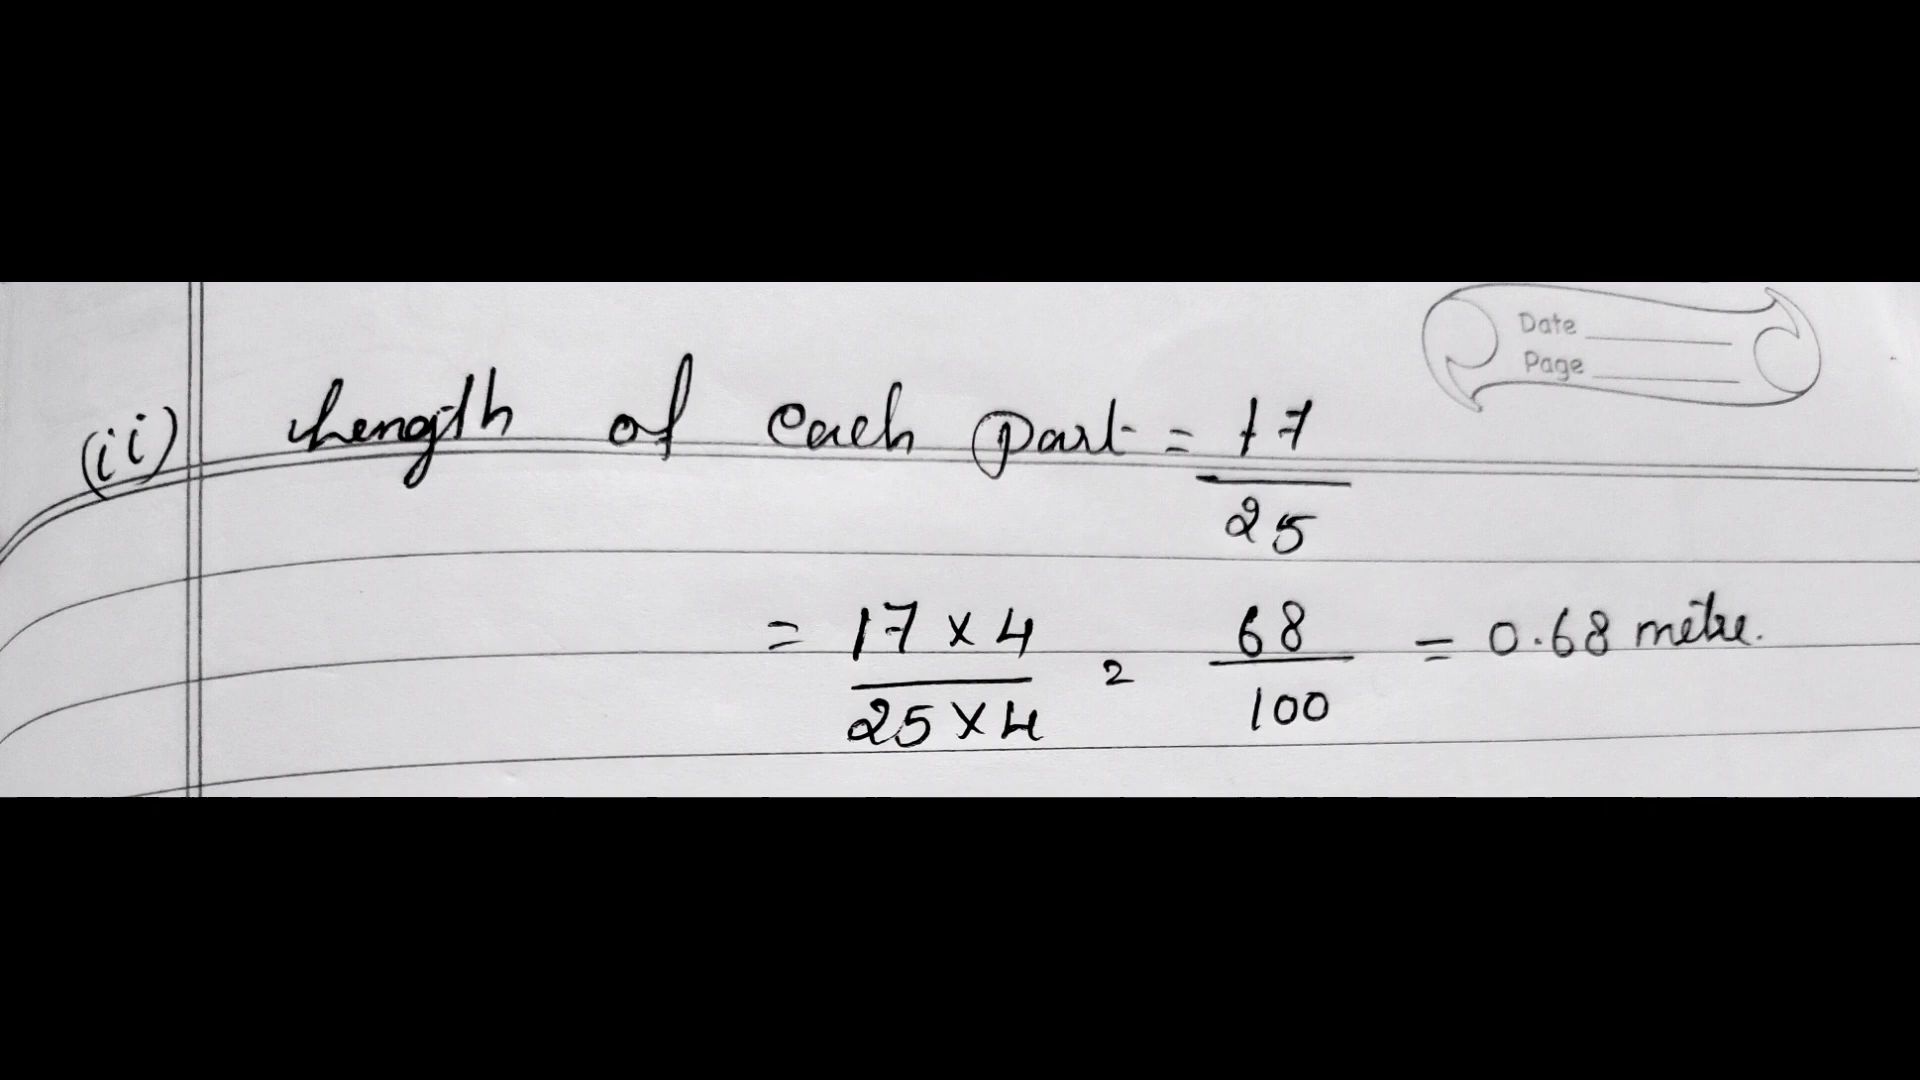 Date
Page
(ii) Length of each part = 17/25
= 17 × 4/25 × 4 = 68/100 = 0.68 metre.